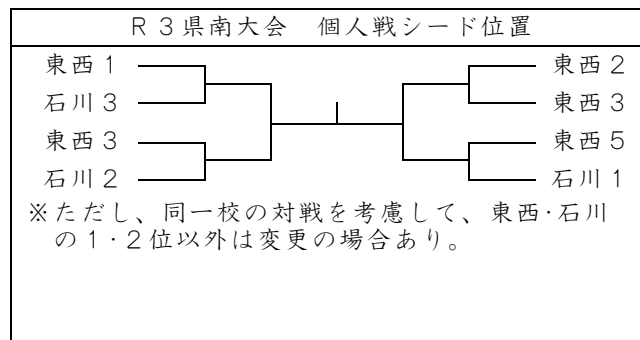 R3県南大会　個人戦シード位置
東西1
石川3
東西3
石川2
東西2
東西3
東西5
石川1
※ただし、同一校の対戦を考慮して、東西・石川
の1・2位以外は変更の場合あり。